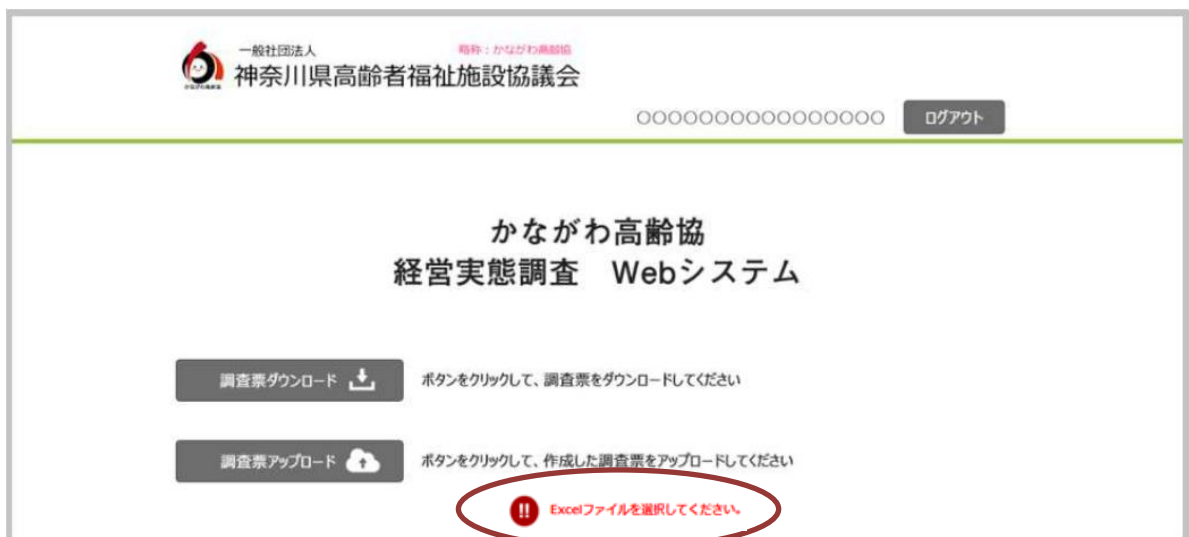 一般社団法人
略称：かながわ高齢協
神奈川県高齢者福祉施設協議会
かながわ高齢協
○○○○○○○○○○○○○○○○
ログアウト
かながわ高齢協
経営実態調査　Webシステム
調査票ダウンロード
ボタンをクリックして、調査票をダウンロードしてください
調査票アップロード
ボタンをクリックして、作成した調査票をアップロードしてください
!! Excelファイルを選択してください。